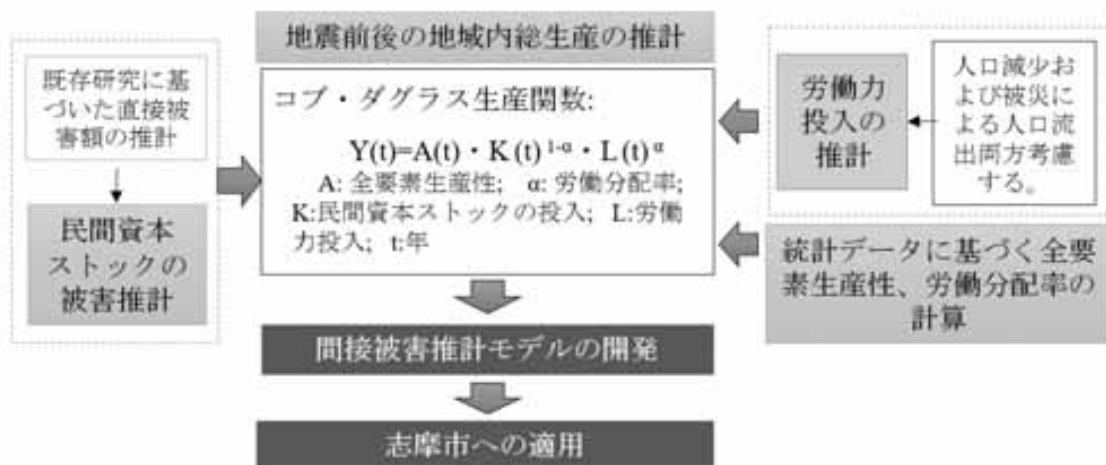 既存研究に基
づいた直接被
害額の推計
民間資本
ストックの
被害推計
地震前後の地域内総生産の推計
コブ・ダグラス生産関数:
Y(t)=A(t)・K (t) ¹⁻ᵅ・L (t) ᵅ
A: 全要素生産性; α: 労働分配率;
K:民間資本ストックの投入; L:労働
力投入; t:年
間接被害推計モデルの開発
志摩市への適用
労働力
投入の
推計
人口減少お
よび被災に
よる人口流
出両方考慮
する。
統計データに基づく全要
素生産性、労働分配率の
計算